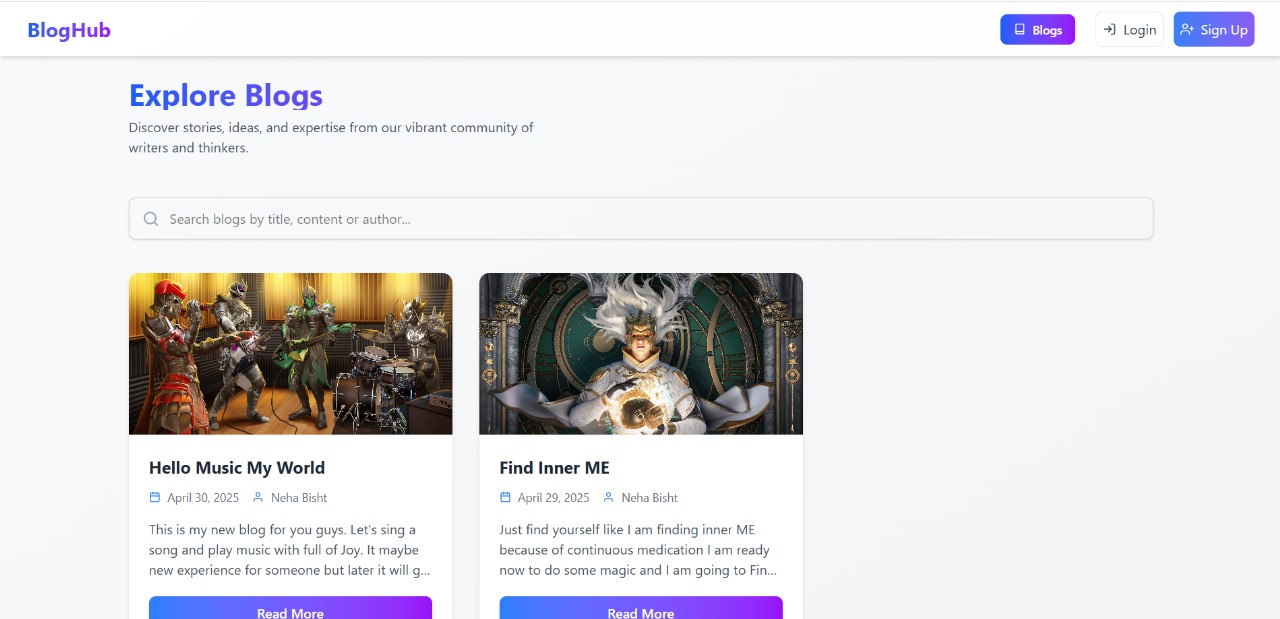 BlogHub
Blogs
Login
Sign Up
Explore Blogs
Discover stories, ideas, and expertise from our vibrant community of
writers and thinkers.
Search blogs by title, content or author...
Hello Music My World
April 30, 2025 Neha Bisht
This is my new blog for you guys. Let's sing a
song and play music with full of Joy. It maybe
new experience for someone but later it will g...
Read More
Find Inner ME
April 29, 2025 Neha Bisht
Just find yourself like I am finding inner ME
because of continuous medication I am ready
now to do some magic and I am going to Fin...
Read More